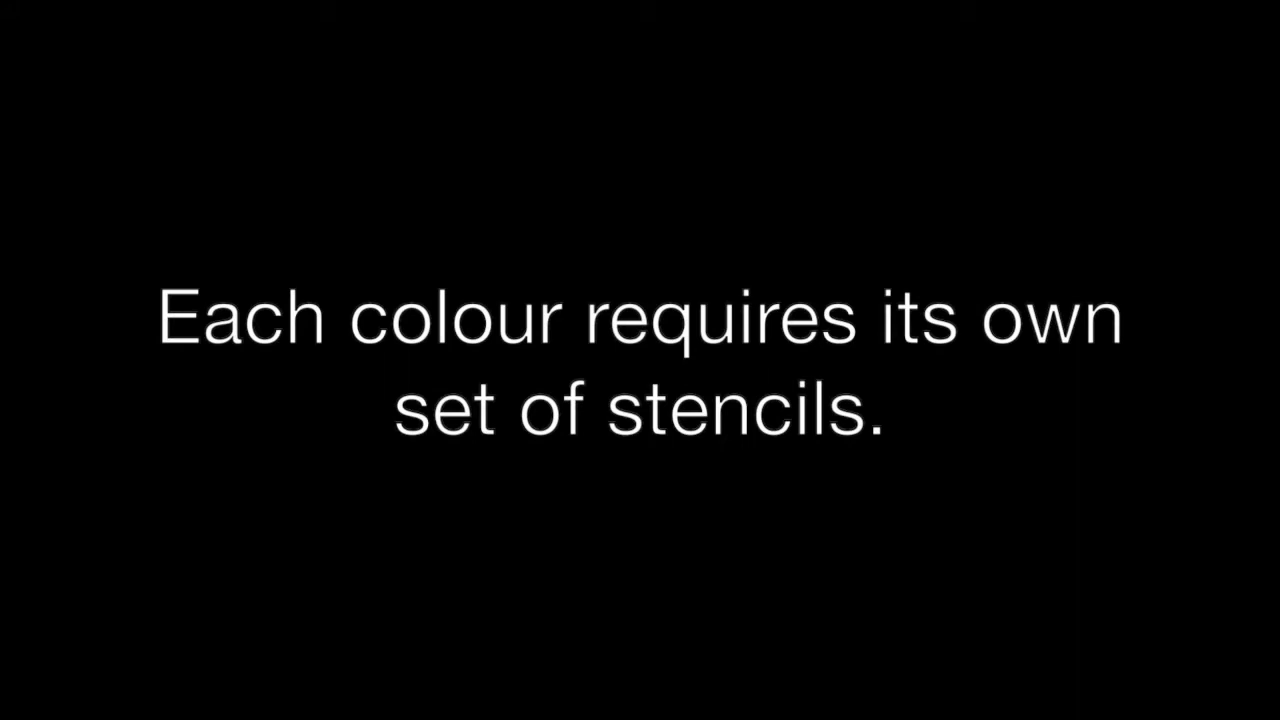 Each colour requires its own
set of stencils.